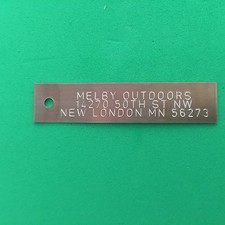 MELBY OUTDOORS
14270 50TH ST NW
NEW LONDON MN 56273